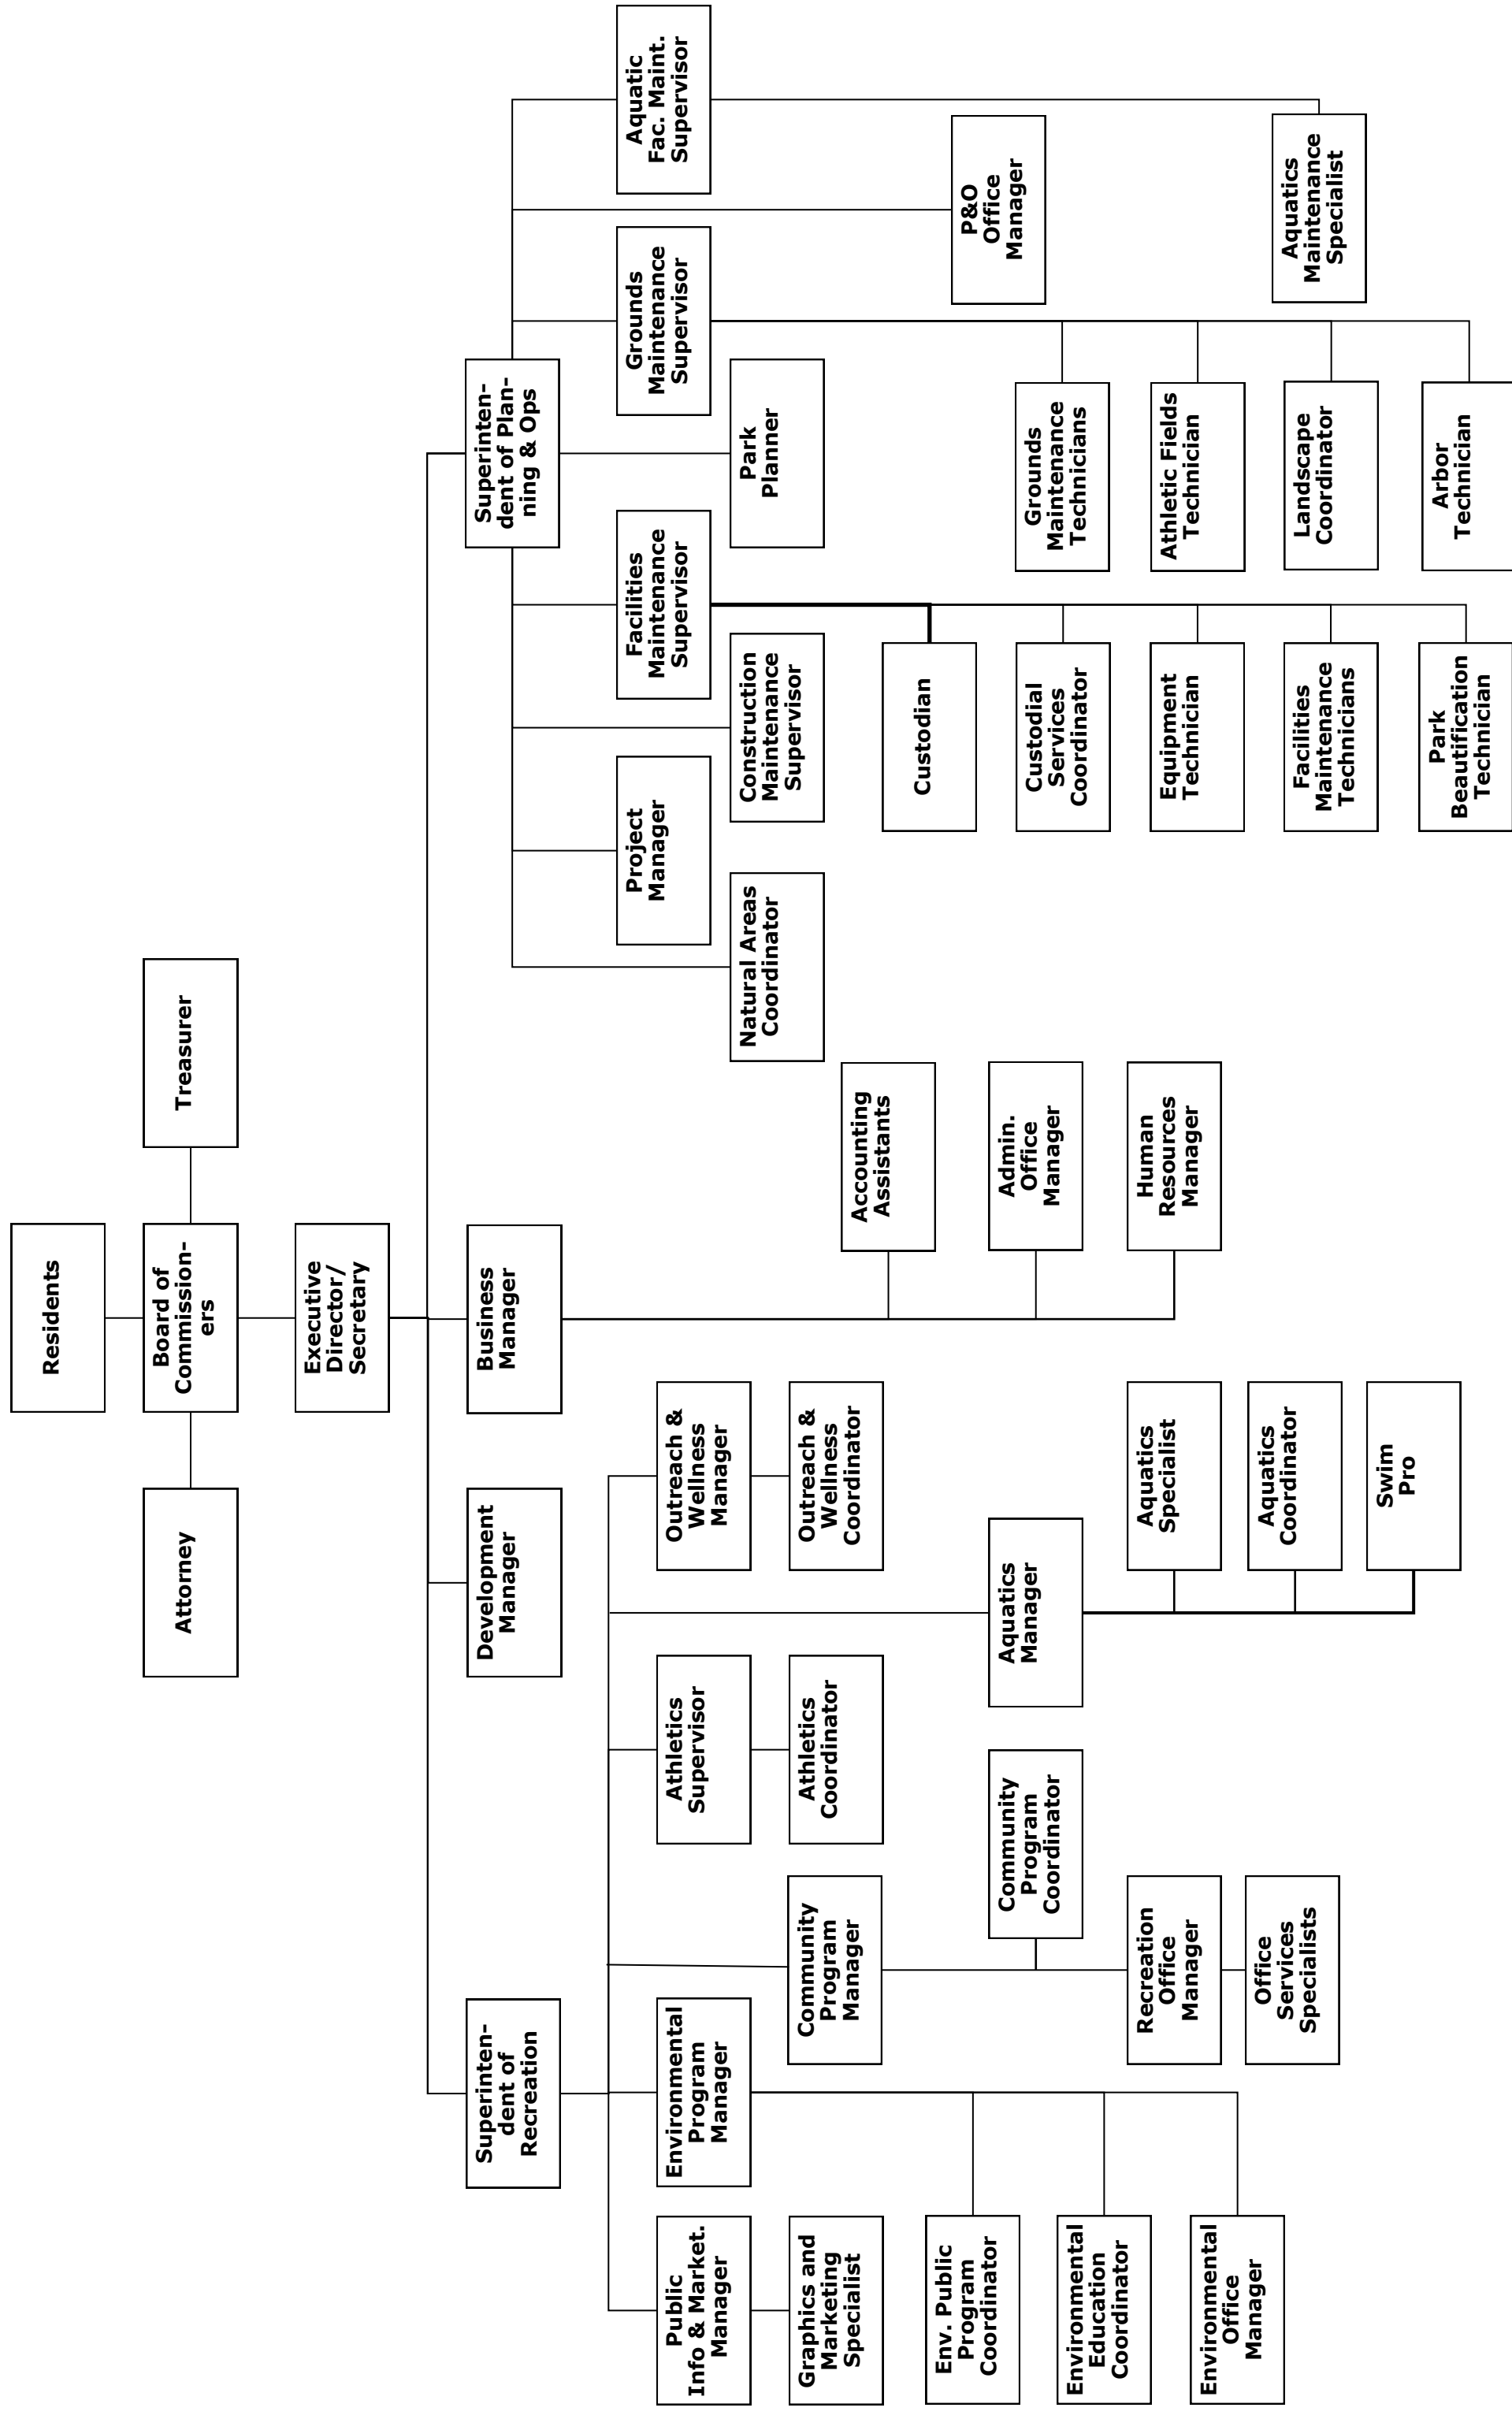 Residents
Attorney
Board of
Commission-
ers
Treasurer
Executive
Director/
Secretary
Superinten-
dent of
Recreation
Development
Manager
Business
Manager
Superinten-
dent of Plan-
ning & Ops
Public
Info & Market.
Manager
Environmental
Program
Manager
Athletics
Supervisor
Outreach &
Wellness
Manager
Project
Manager
Facilities
Maintenance
Supervisor
Grounds
Maintenance
Supervisor
Aquatic
Fac. Maint.
Supervisor
Graphics and
Marketing
Specialist
Community
Program
Manager
Athletics
Coordinator
Outreach &
Wellness
Coordinator
Natural Areas
Coordinator
Construction
Maintenance
Supervisor
Park
Planner
Accounting
Assistants
Custodian
P&O
Office
Manager
Env. Public
Program
Coordinator
Community
Program
Coordinator
Aquatics
Manager
Admin.
Office
Manager
Custodial
Services
Coordinator
Grounds
Maintenance
Technicians
Environmental
Education
Coordinator
Recreation
Office
Manager
Aquatics
Specialist
Human
Resources
Manager
Equipment
Technician
Athletic Fields
Technician
Environmental
Office
Manager
Office
Services
Specialists
Aquatics
Coordinator
Facilities
Maintenance
Technicians
Landscape
Coordinator
Aquatics
Maintenance
Specialist
Swim
Pro
Park
Beautification
Technician
Arbor
Technician